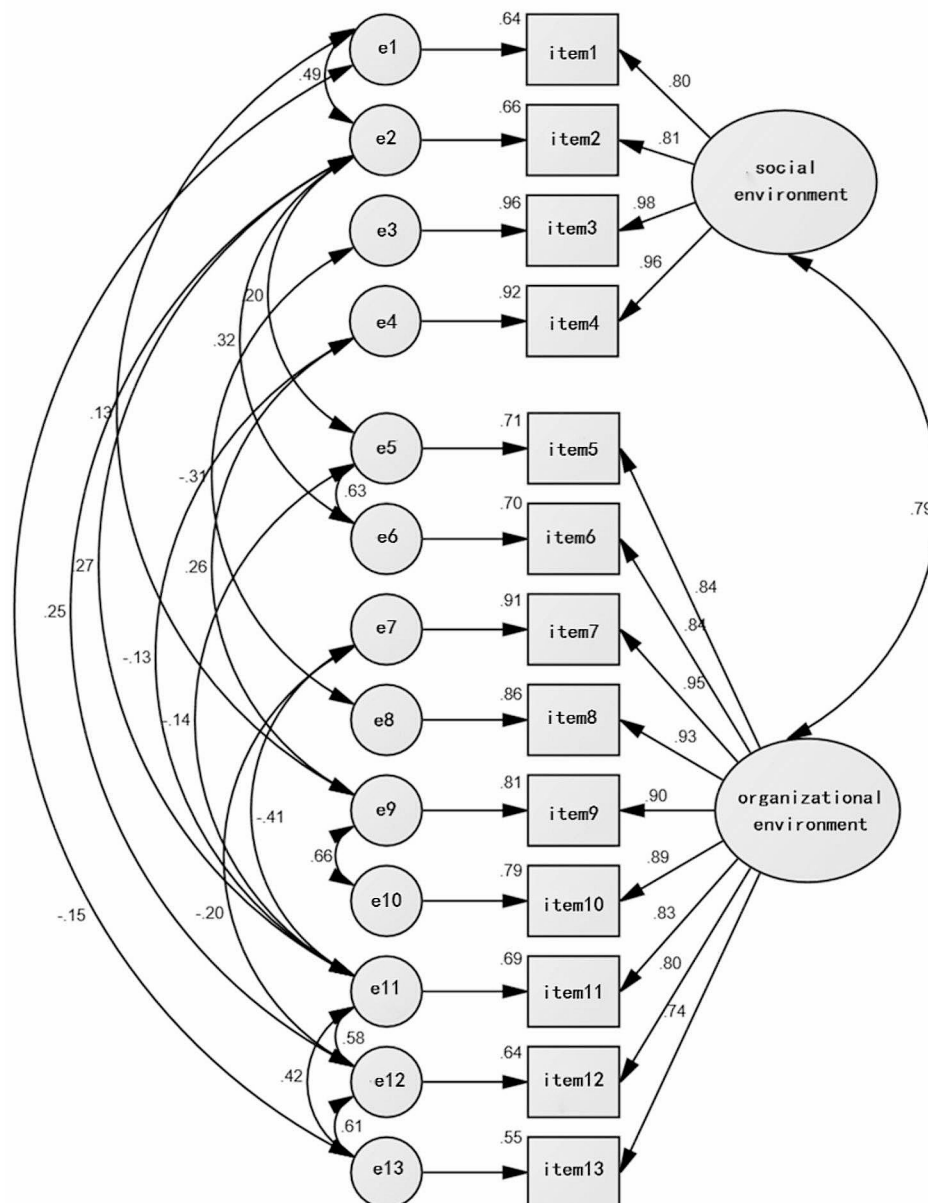 .64
e1
item1
.49
.80
.66
e2
item2
.81
social
environment
.96
e3
item3
.98
.20
.92
e4
item4
.96
.32
.13
.71
e5
item5
-.31
.63
.70
e6
item6
.79
.27
.26
.84
.84
.25
.91
e7
item7
-.13
.95
.86
e8
item8
-.14
.93
.81
e9
item9
.90
organizational
environment
-.41
.66
.79
e10
item10
.89
-.20
-.15
.83
.69
e11
item11
.80
.58
.74
.42
.64
e12
item12
.61
.55
e13
item13